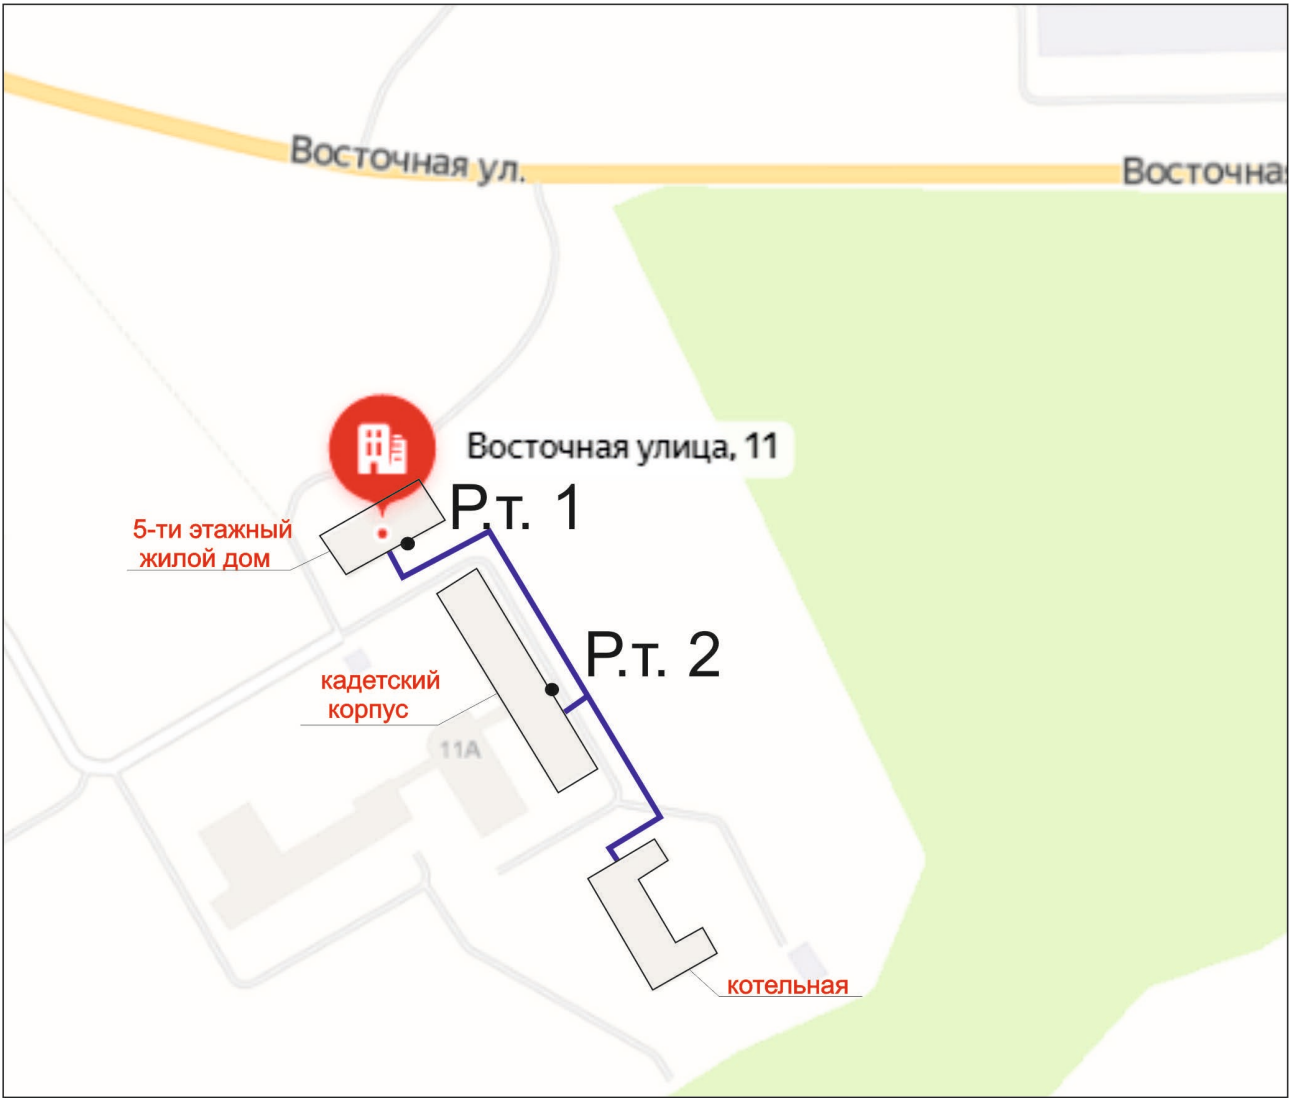 Восточная ул.
Восточна
Восточная улица, 11
Р.т. 1
5-ти этажный
жилой дом
Р.т. 2
кадетский
корпус
11А
котельная